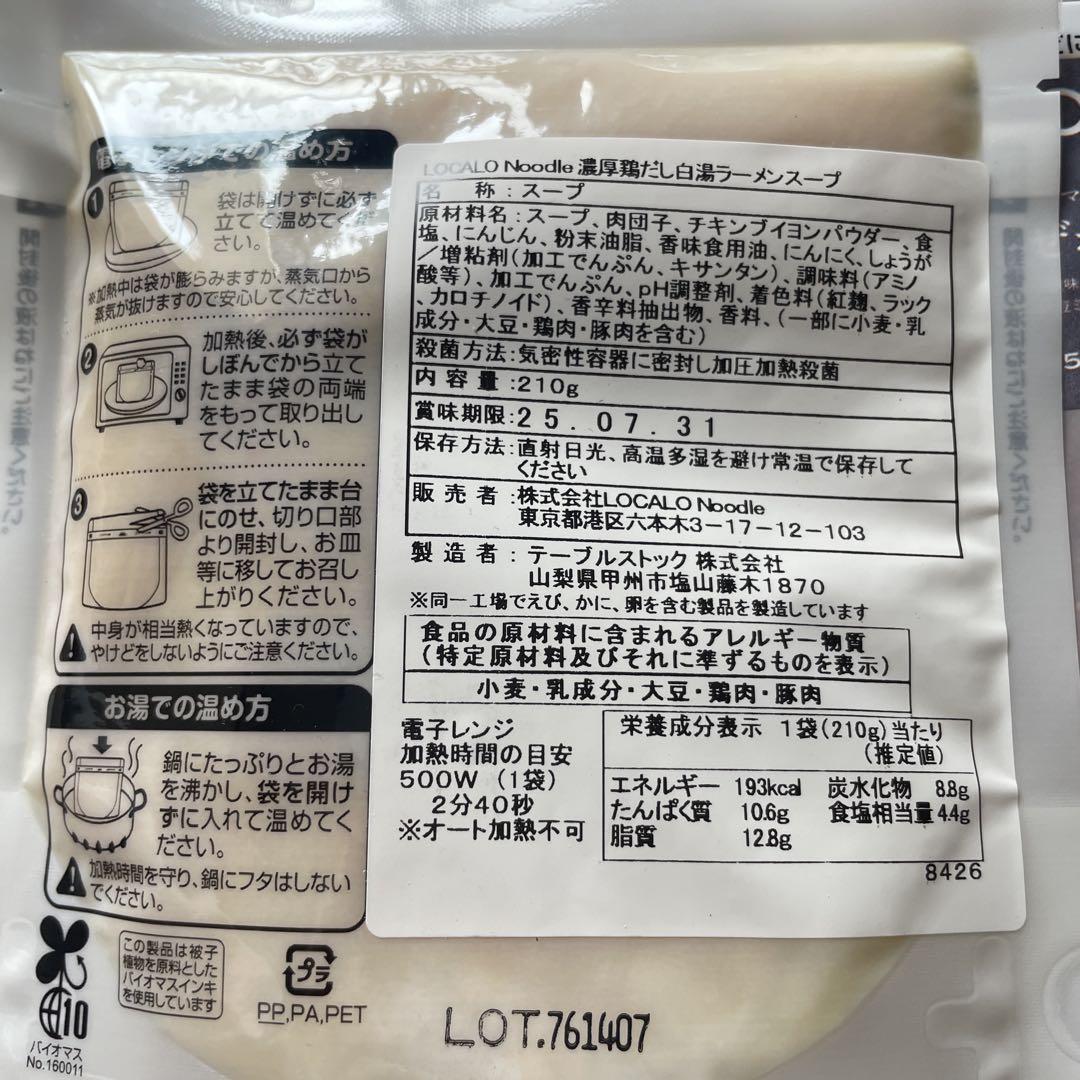 の温め方
1
袋は開けずに必ず
立てて温めてくだ
さい。
※加熱中は袋が膨らみますが、蒸気口から
蒸気が抜けますので安心してください。
2
加熱後、必ず袋が
しぼんでから立て
たまま袋の両端
をもって取り出し
てください。
3
袋を立てたまま台
にのせ、切り口部
より開封し、お皿
等に移してお召し
上がりください。
中身が相当熱くなっていますので、
やけどをしないようにご注意ください。
お湯での温め方
鍋にたっぷりとお湯
を沸かし、袋を開け
ずに入れて温めてく
ださい。
加熱時間を守り、鍋にフタはしない
でください。
10
バイオマス
No.160011
この製品は被子
植物を原料とした
バイオマスインキ
を使用しています
プラ
PP,PA,PET
LOT.761407
LOCALO Noodle 濃厚鶏だし白湯ラーメンスープ
名 称:スープ
原材料名:スープ、肉団子、チキンブイヨンパウダー、食
塩、にんじん、粉末油脂、香味食用油、にんにく、しょうが
/増粘剤(加工でんぷん、キサンタン)、調味料(アミノ
酸等)、加工でんぷん、pH調整剤、着色料(紅麹、ラック
、カロチノイド)、香辛料抽出物、香料、(一部に小麦・乳
成分・大豆・鶏肉・豚肉を含む)
殺菌方法:気密性容器に密封し加圧加熱殺菌
内容量:210g
賞味期限:25.07.31
保存方法:直射日光、高温多湿を避け常温で保存して
ください
販売者:株式会社LOCALO Noodle
東京都港区六本木3-17-12-103
製造者:テーブルストック株式会社
山梨県甲州市塩山藤木1870
※同一工場でえび、かに、卵を含む製品を製造しています
食品の原材料に含まれるアレルギー物質
(特定原材料及びそれに準ずるものを表示)
小麦・乳成分・大豆・鶏肉・豚肉
電子レンジ
加熱時間の目安
500W (1袋)
2分40秒
※オート加熱不可
栄養成分表示 1袋(210g)当たり
(推定値)
エネルギー 193kcal 炭水化物 8.8g
たんぱく質 10.6g 食塩相当量 4.4g
脂質 12.8g
8426